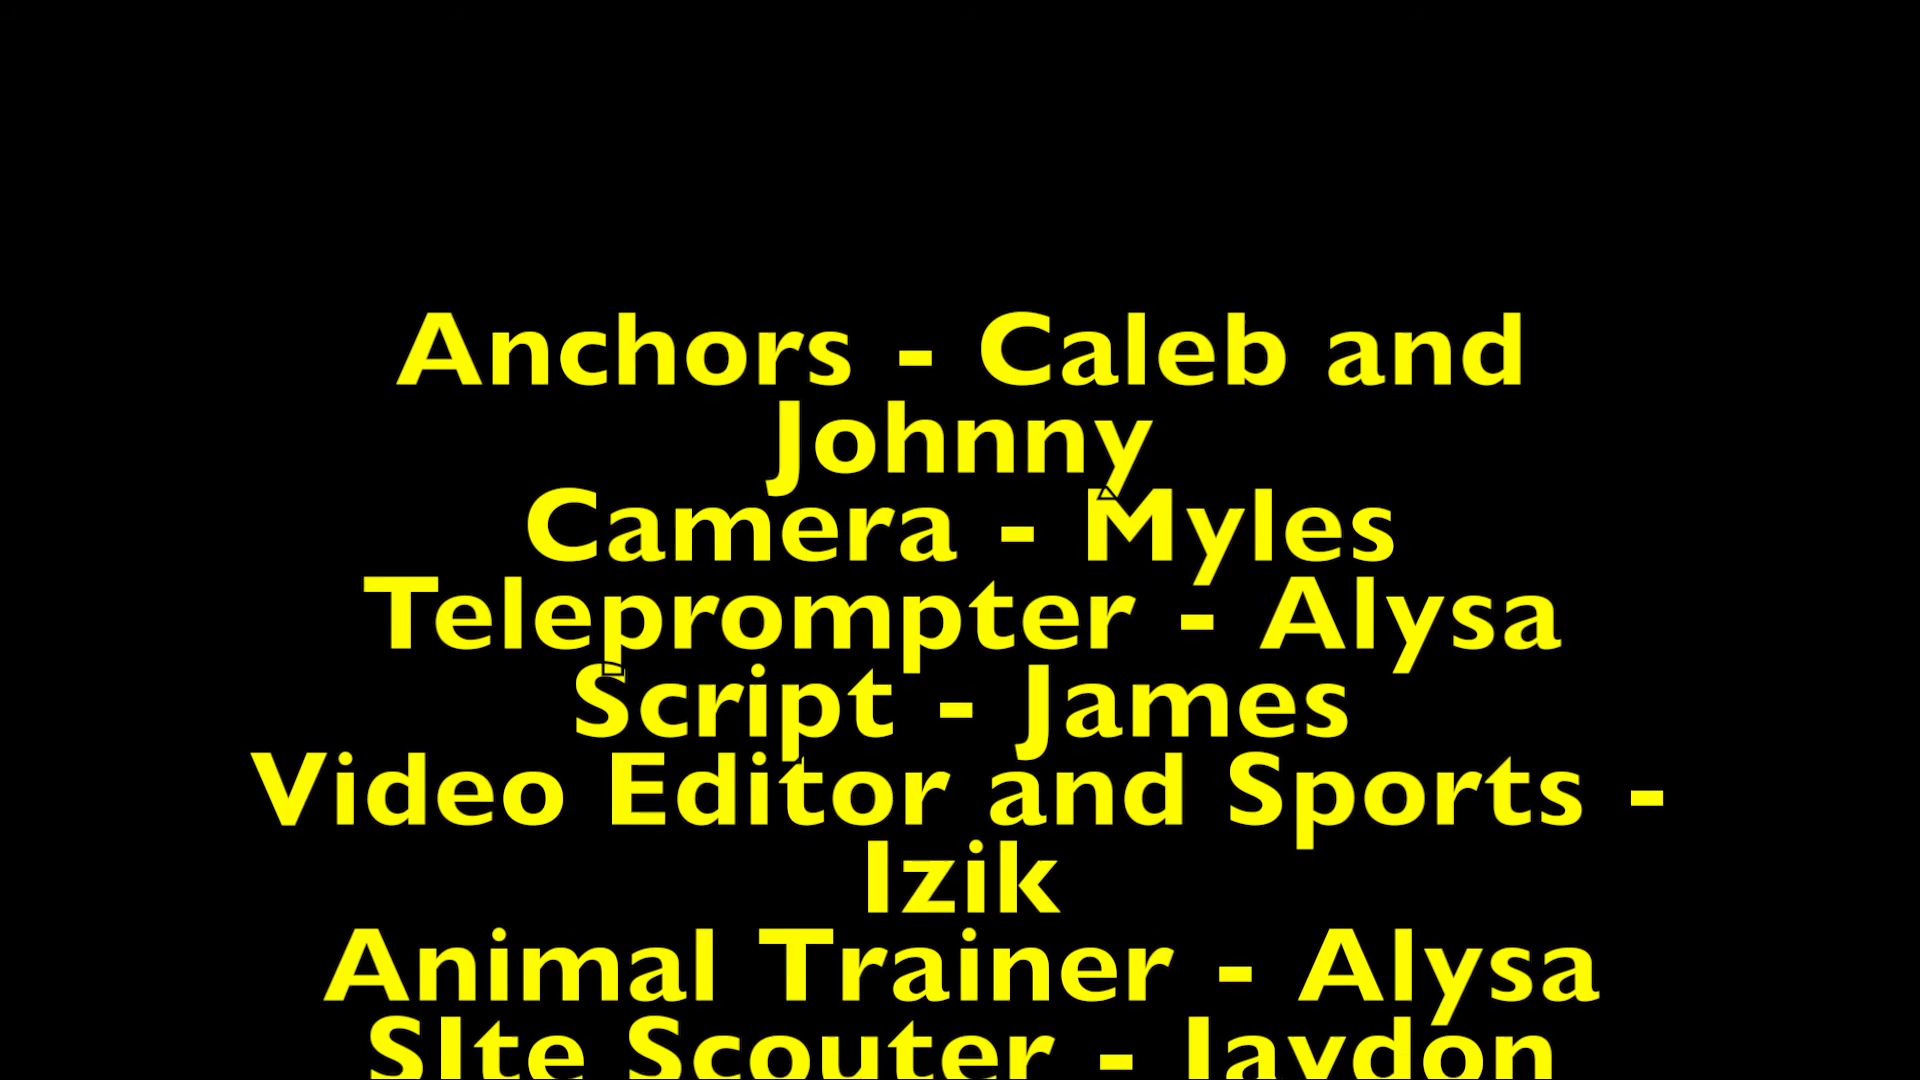 Anchors - Caleb and
Johnny
Camera - Myles
Teleprompter - Alysa
Script - James
Video Editor and Sports -
Izik
Animal Trainer - Alysa
SIte Scouter - Jaydon